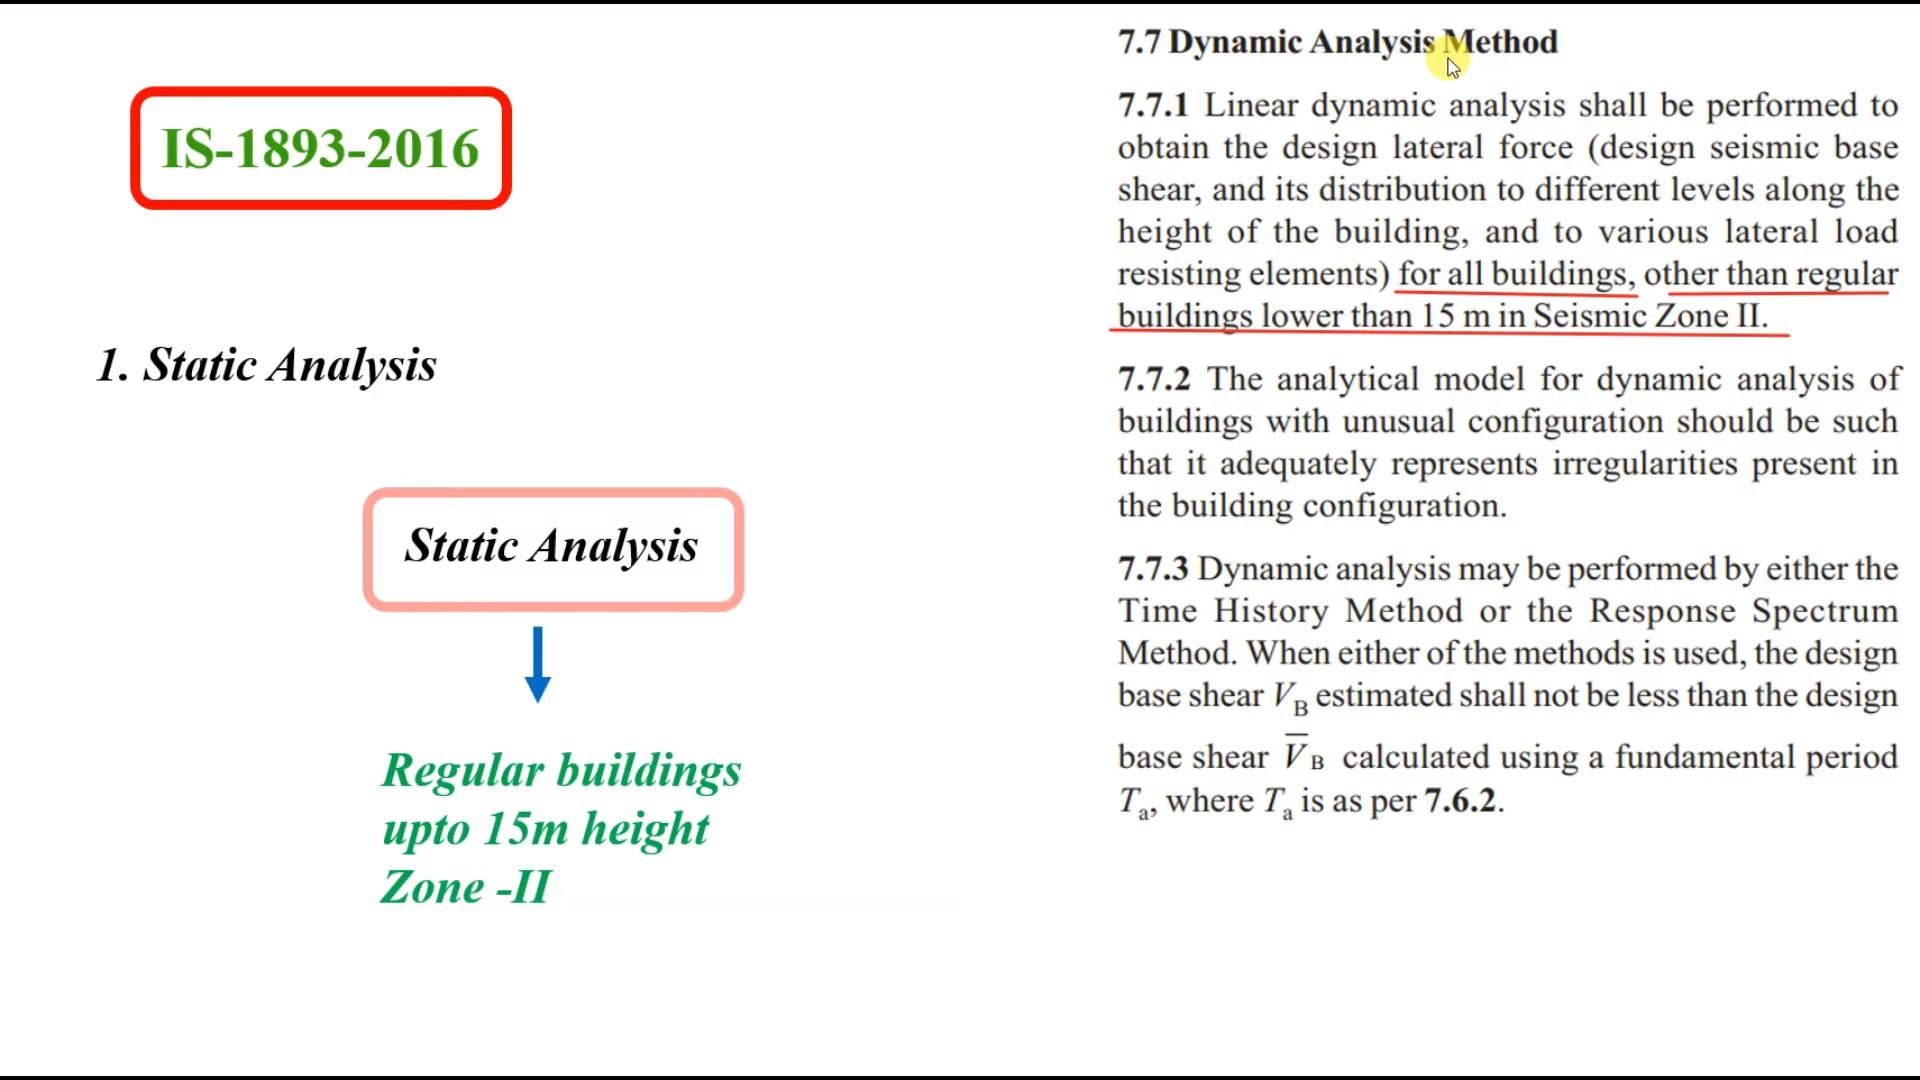 IS-1893-2016
1. Static Analysis
Static Analysis
Regular buildings
upto 15m height
Zone -II
7.7 Dynamic Analysis Method
7.7.1 Linear dynamic analysis shall be performed to
obtain the design lateral force (design seismic base
shear, and its distribution to different levels along the
height of the building, and to various lateral load
resisting elements) for all buildings, other than regular
buildings lower than 15 m in Seismic Zone II.
7.7.2 The analytical model for dynamic analysis of
buildings with unusual configuration should be such
that it adequately represents irregularities present in
the building configuration.
7.7.3 Dynamic analysis may be performed by either the
Time History Method or the Response Spectrum
Method. When either of the methods is used, the design
base shear V_B estimated shall not be less than the design
base shear V̅_B calculated using a fundamental period
T_a, where T_a is as per 7.6.2.